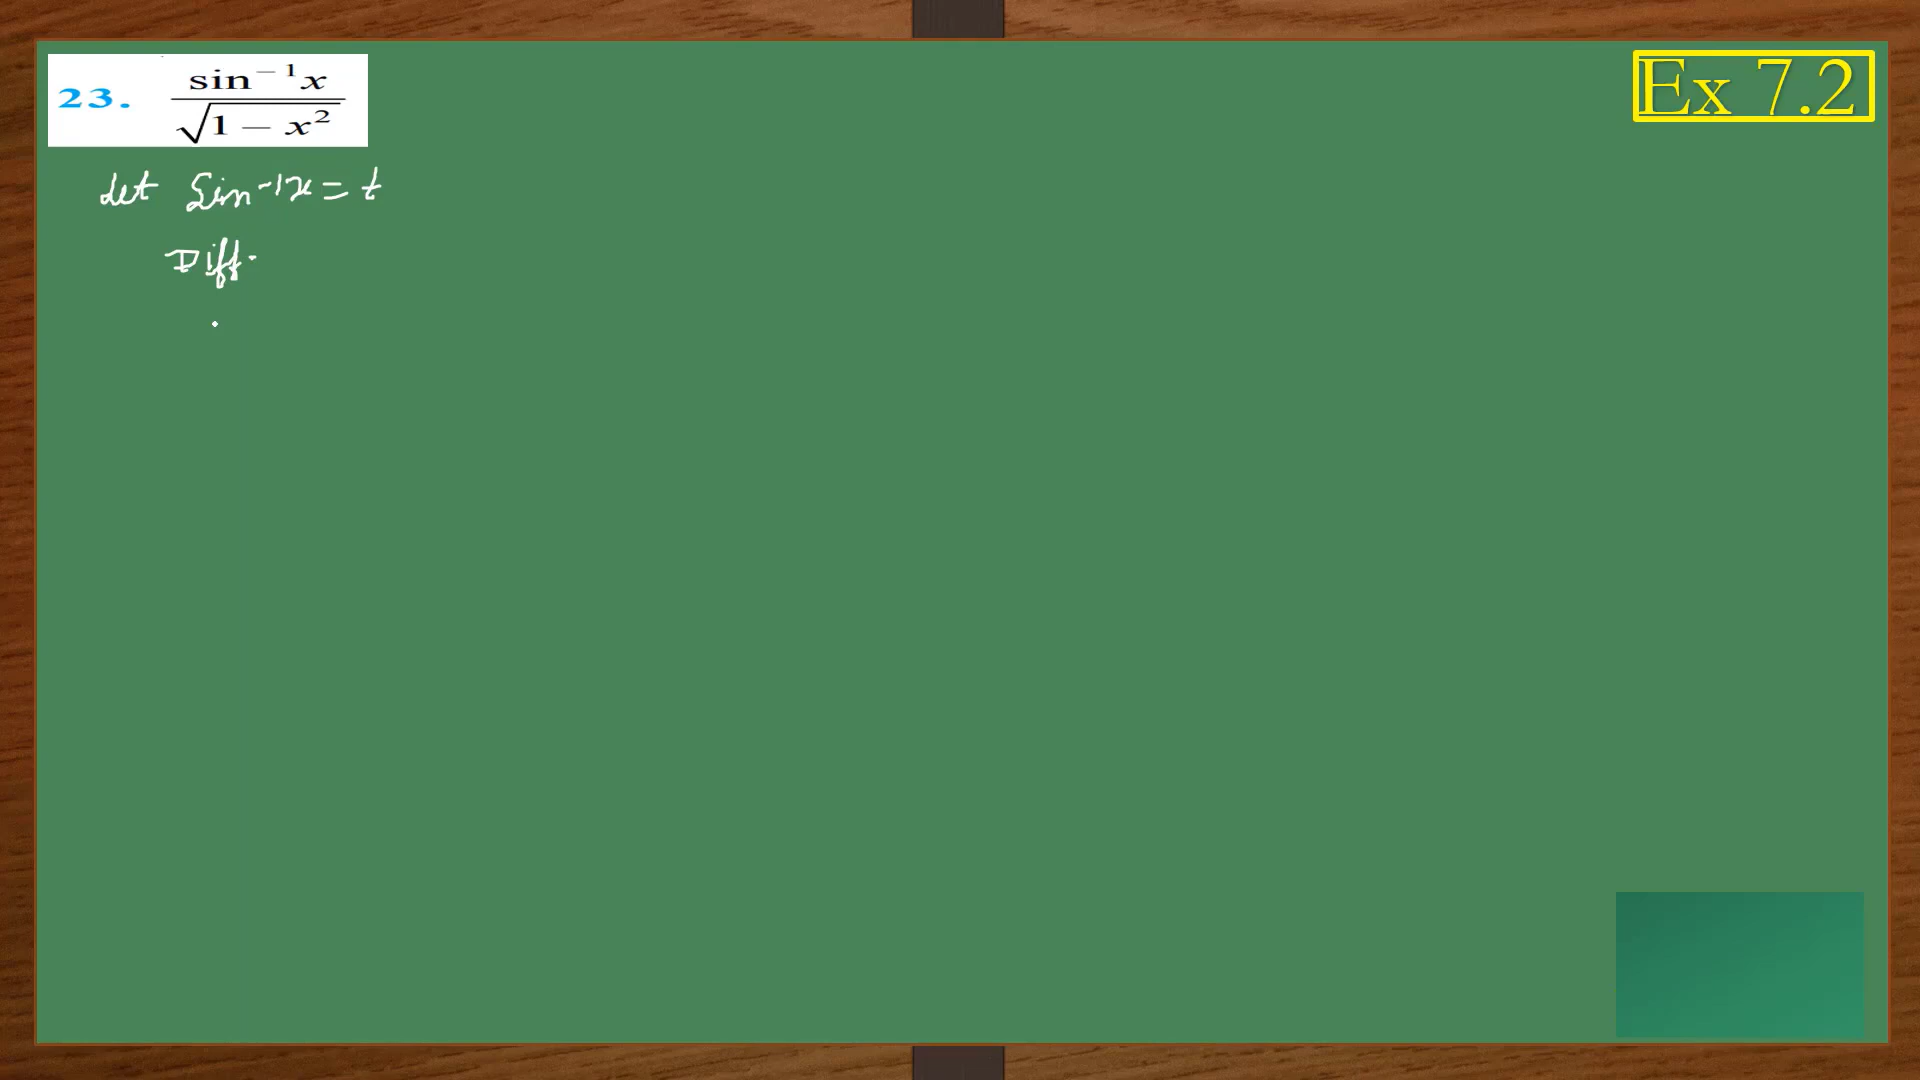 23. sin⁻¹x / √(1 − x²)
Ex 7.2
Let Sin⁻¹x = t
Diff.